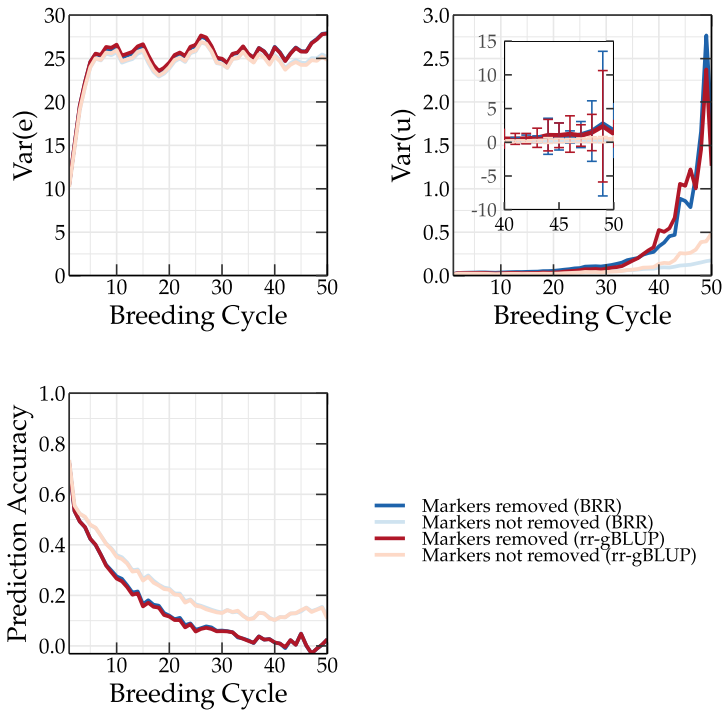 30
25
20
15
10
5
0
Var(e)
10 20 30 40 50
Breeding Cycle
3.0
2.5
2.0
1.5
1.0
0.5
0.0
Var(u)
15
10
5
0
-5
-10
40 45 50
10 20 30 40 50
Breeding Cycle
1.0
0.8
0.6
0.4
0.2
0.0
Prediction Accuracy
10 20 30 40 50
Breeding Cycle
Markers removed (BRR)
Markers not removed (BRR)
Markers removed (rr-gBLUP)
Markers not removed (rr-gBLUP)